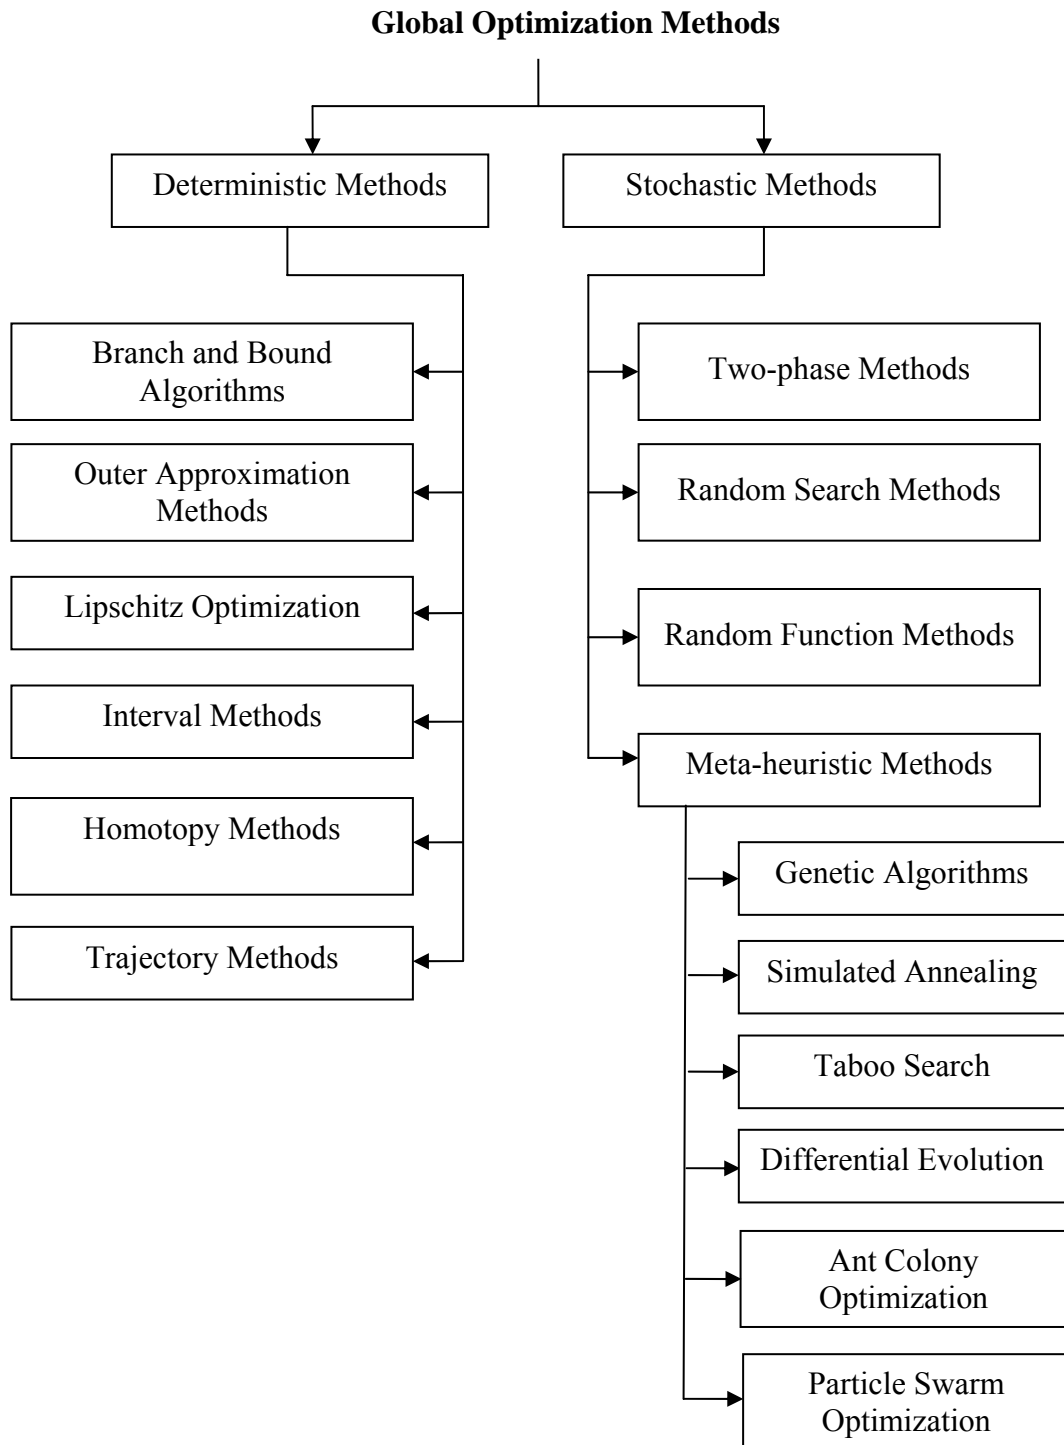 Global Optimization Methods
Deterministic Methods
Stochastic Methods
Branch and Bound
Algorithms
Outer Approximation
Methods
Lipschitz Optimization
Interval Methods
Homotopy Methods
Trajectory Methods
Two-phase Methods
Random Search Methods
Random Function Methods
Meta-heuristic Methods
Genetic Algorithms
Simulated Annealing
Taboo Search
Differential Evolution
Ant Colony
Optimization
Particle Swarm
Optimization